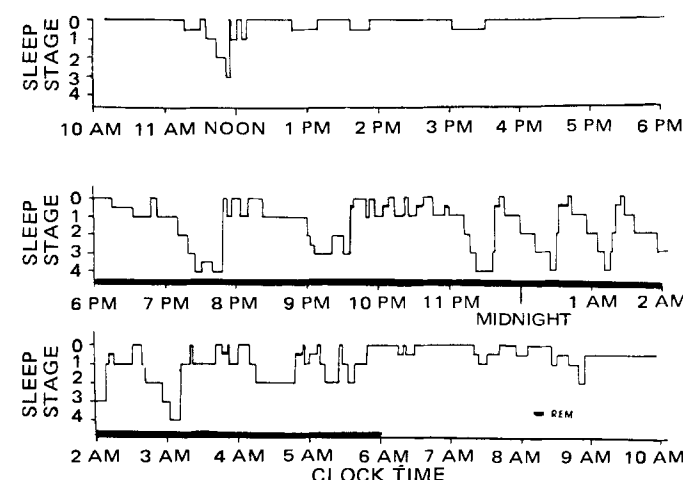 SLEEP STAGE
0
1
2
3
4
10 AM 11 AM NOON 1 PM 2 PM 3 PM 4 PM 5 PM 6 PM
SLEEP STAGE
0
1
2
3
4
6 PM 7 PM 8 PM 9 PM 10 PM 11 PM 1 AM 2 AM
MIDNIGHT
SLEEP STAGE
0
1
2
3
4
REM
2 AM 3 AM 4 AM 5 AM 6 AM 7 AM 8 AM 9 AM 10 AM
CLOCK TIME